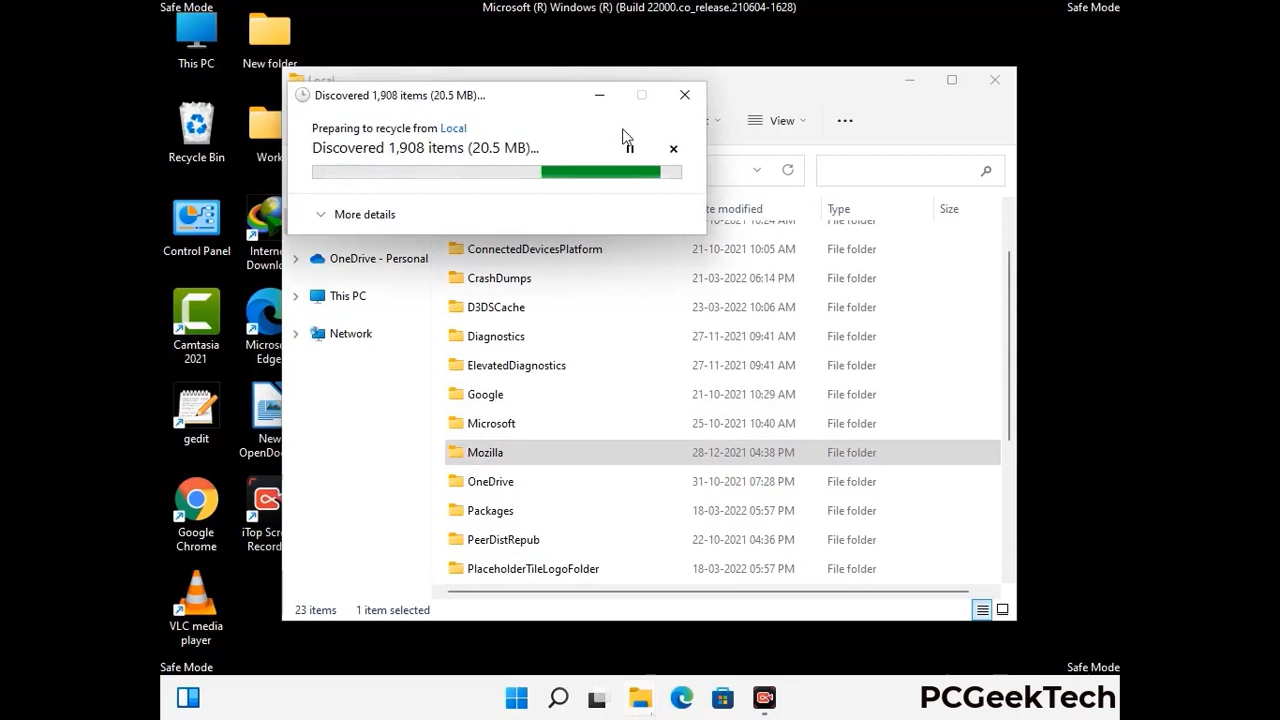 Safe Mode
Microsoft (R) Windows (R) (Build 22000.co_release.210604-1628)
Safe Mode
This PC
New folder
Recycle Bin
Work
Control Panel
Camtasia
2021
Edge
gedit
New
Google
Chrome
VLC media
player
Local
Discovered 1,908 items (20.5 MB)...
Preparing to recycle from Local
Discovered 1,908 items (20.5 MB)...
More details
View
Type
Size
OneDrive - Personal
This PC
Network
File folder
ConnectedDevicesPlatform 21-10-2021 10:05 AM File folder
CrashDumps 21-03-2022 06:14 PM File folder
D3DSCache 23-03-2022 10:06 AM File folder
Diagnostics 27-11-2021 09:41 AM File folder
ElevatedDiagnostics 27-11-2021 09:41 AM File folder
Google 21-10-2021 10:29 AM File folder
Microsoft 25-10-2021 10:40 AM File folder
Mozilla 28-12-2021 04:38 PM File folder
OneDrive 31-10-2021 07:28 PM File folder
Packages 18-03-2022 05:57 PM File folder
PeerDistRepub 22-10-2021 04:36 PM File folder
PlaceholderTileLogoFolder 18-03-2022 05:57 PM File folder
23 items 1 item selected
Safe Mode
Safe Mode
PCGeekTech